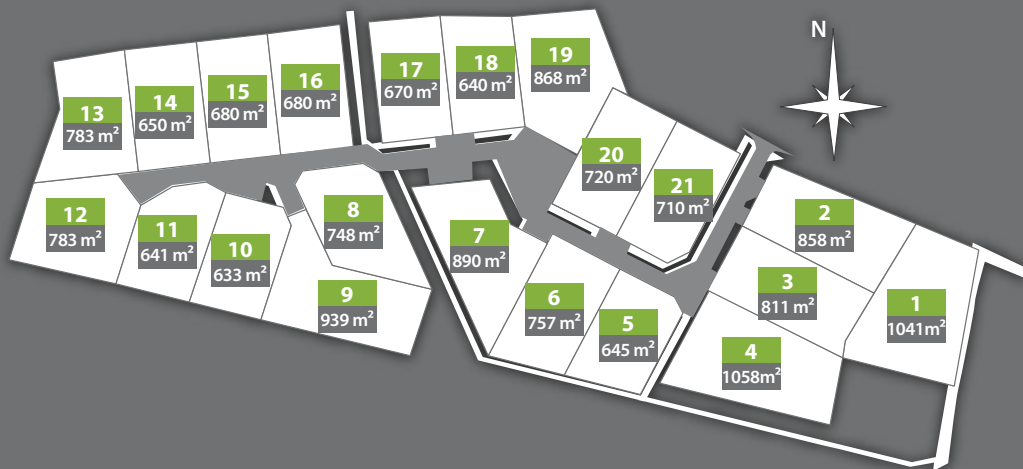 N
13
783 m²
14
650 m²
15
680 m²
16
680 m²
17
670 m²
18
640 m²
19
868 m²
20
720 m²
21
710 m²
12
783 m²
11
641 m²
10
633 m²
8
748 m²
9
939 m²
7
890 m²
6
757 m²
5
645 m²
2
858 m²
3
811 m²
4
1058m²
1
1041m²